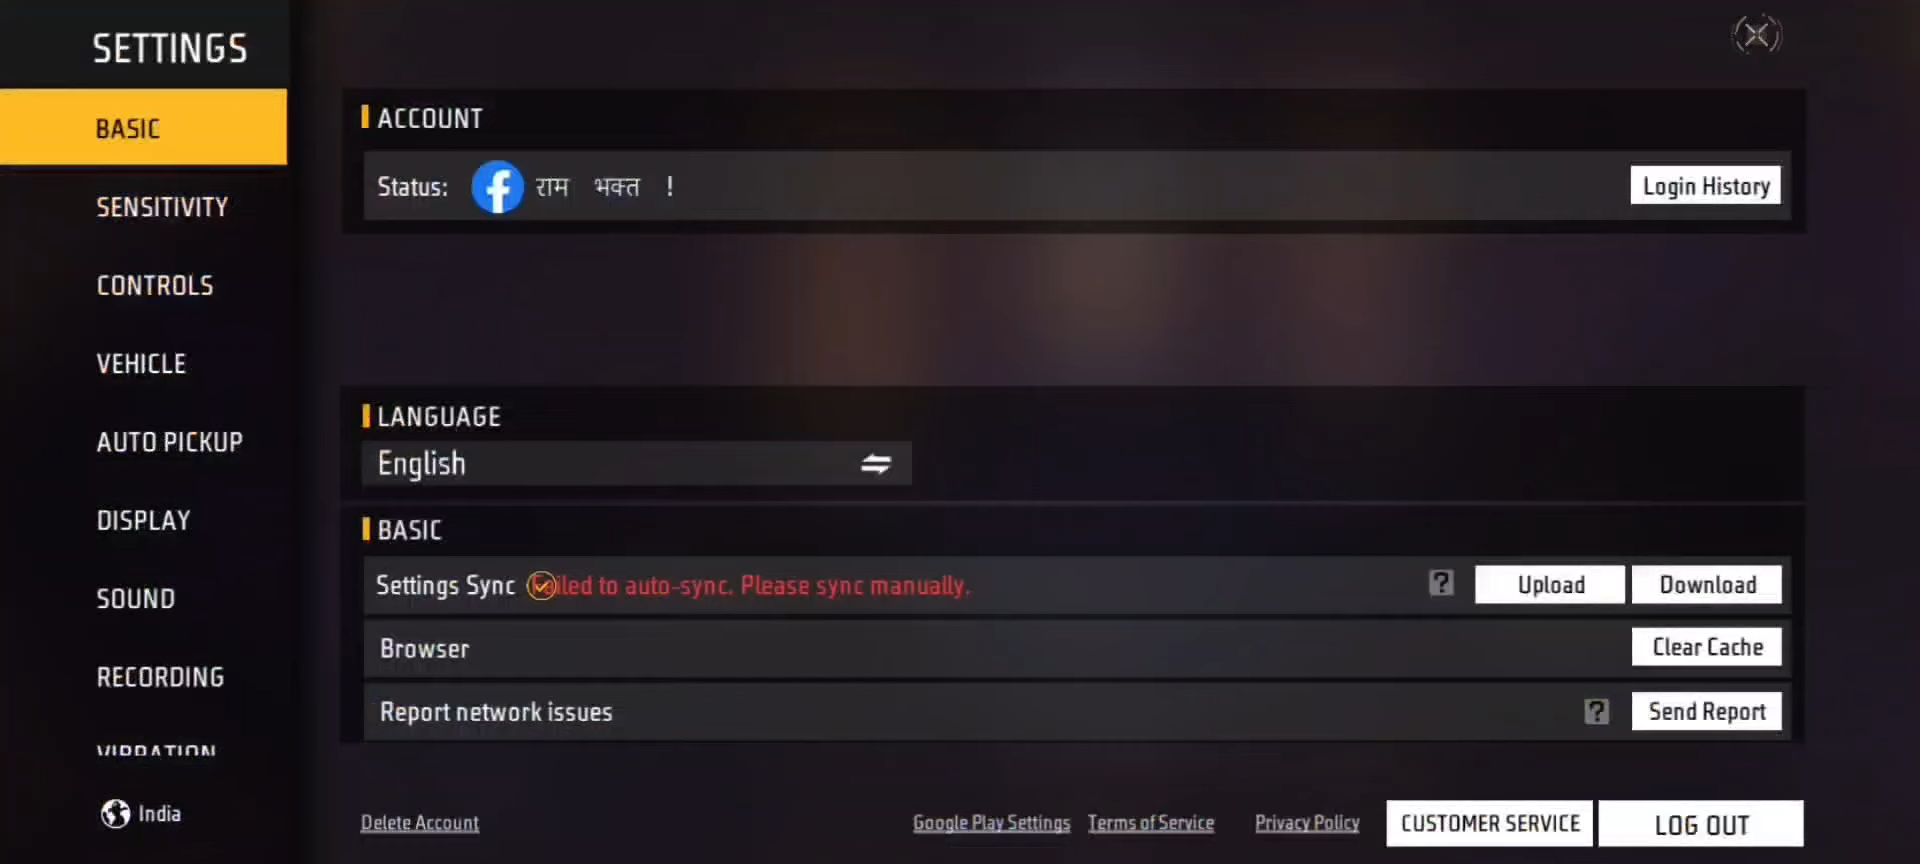 SETTINGS
BASIC
SENSITIVITY
CONTROLS
VEHICLE
AUTO PICKUP
DISPLAY
SOUND
RECORDING
VIBRATION
India
ACCOUNT
Status: राम भक्त ! Login History
LANGUAGE
English
BASIC
Settings Sync Failed to auto-sync. Please sync manually. ? Upload Download
Browser Clear Cache
Report network issues ? Send Report
Delete Account Google Play Settings Terms of Service Privacy Policy CUSTOMER SERVICE LOG OUT